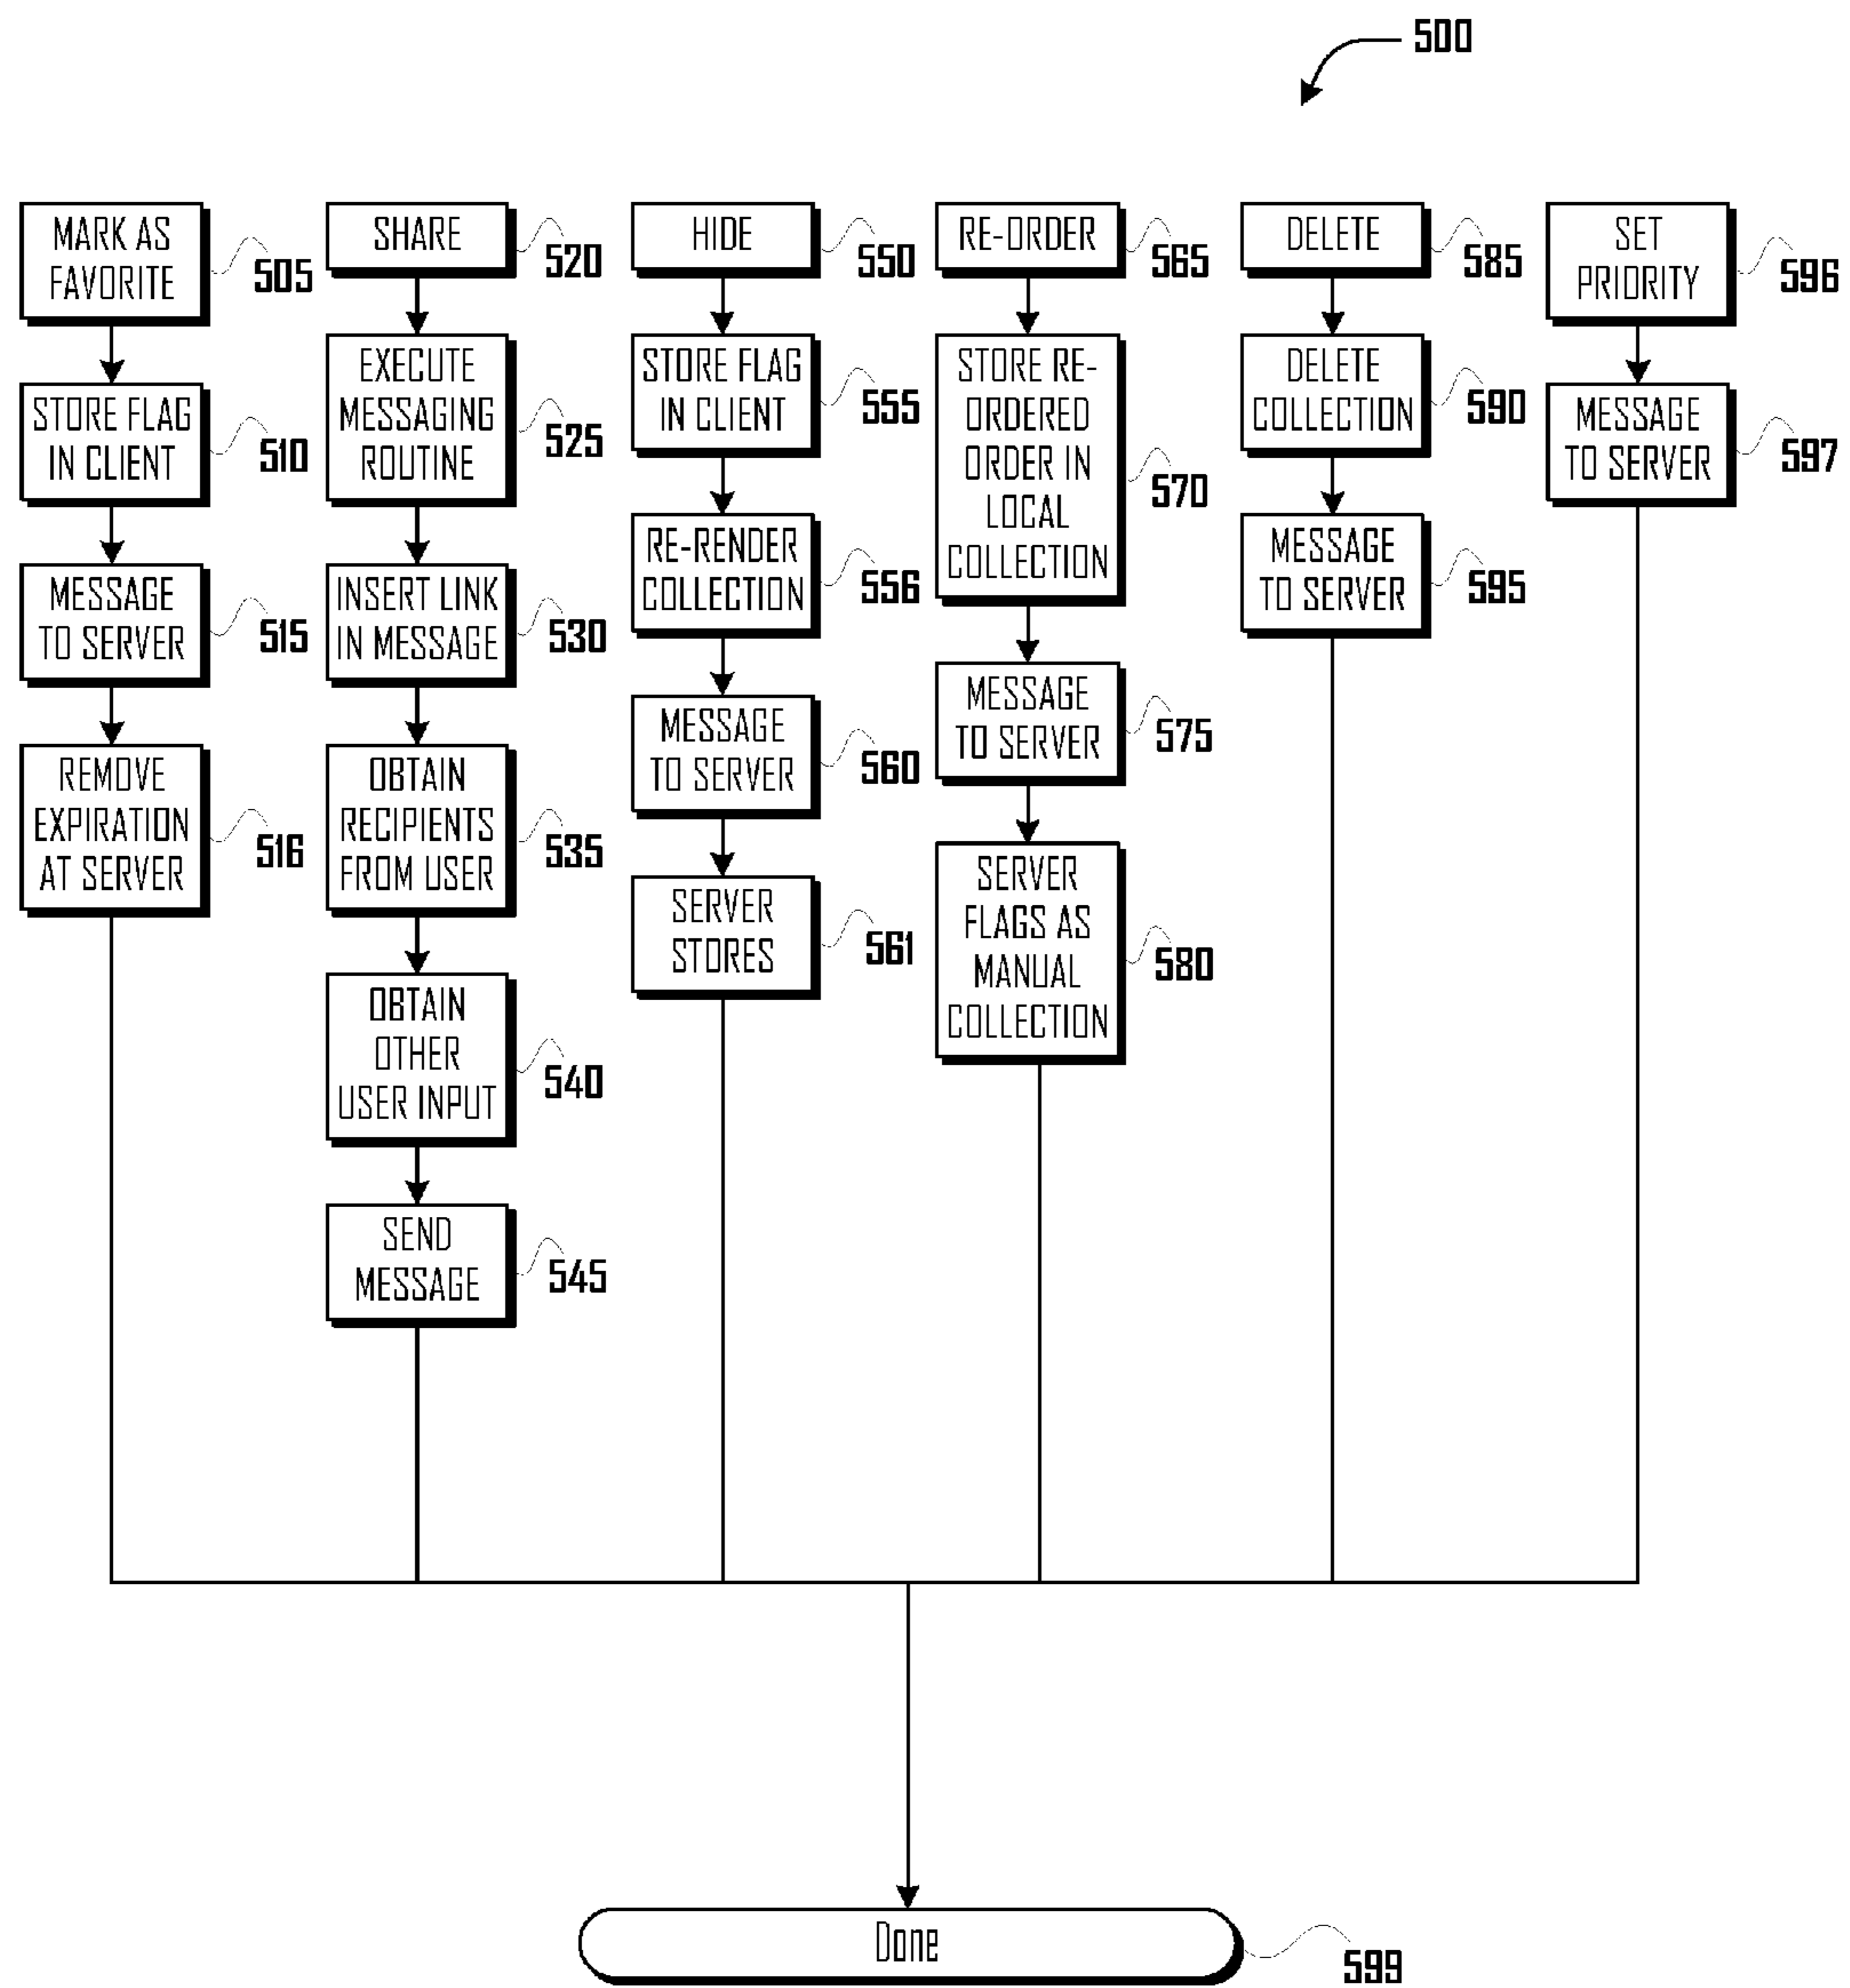 500
MARK AS
FAVORITE
505
STORE FLAG
IN CLIENT
510
MESSAGE
TO SERVER
515
REMOVE
EXPIRATION
AT SERVER
516
SHARE
520
EXECUTE
MESSAGING
ROUTINE
525
INSERT LINK
IN MESSAGE
530
OBTAIN
RECIPIENTS
FROM USER
535
OBTAIN
OTHER
USER INPUT
540
SEND
MESSAGE
545
HIDE
550
STORE FLAG
IN CLIENT
555
RE-RENDER
COLLECTION
556
MESSAGE
TO SERVER
560
SERVER
STORES
561
RE-ORDER
565
STORE RE-
ORDERED
ORDER IN
LOCAL
COLLECTION
570
MESSAGE
TO SERVER
575
SERVER
FLAGS AS
MANUAL
COLLECTION
580
DELETE
585
DELETE
COLLECTION
590
MESSAGE
TO SERVER
595
SET
PRIORITY
596
MESSAGE
TO SERVER
597
Done
599